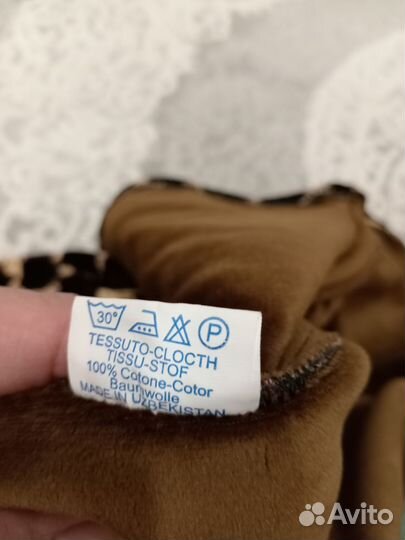 30° P
TESSUTO-CLOCTH
TISSU-STOF
100% Cotone-Cotor
Baumwolle
MADE IN UZBEKISTAN
Avito